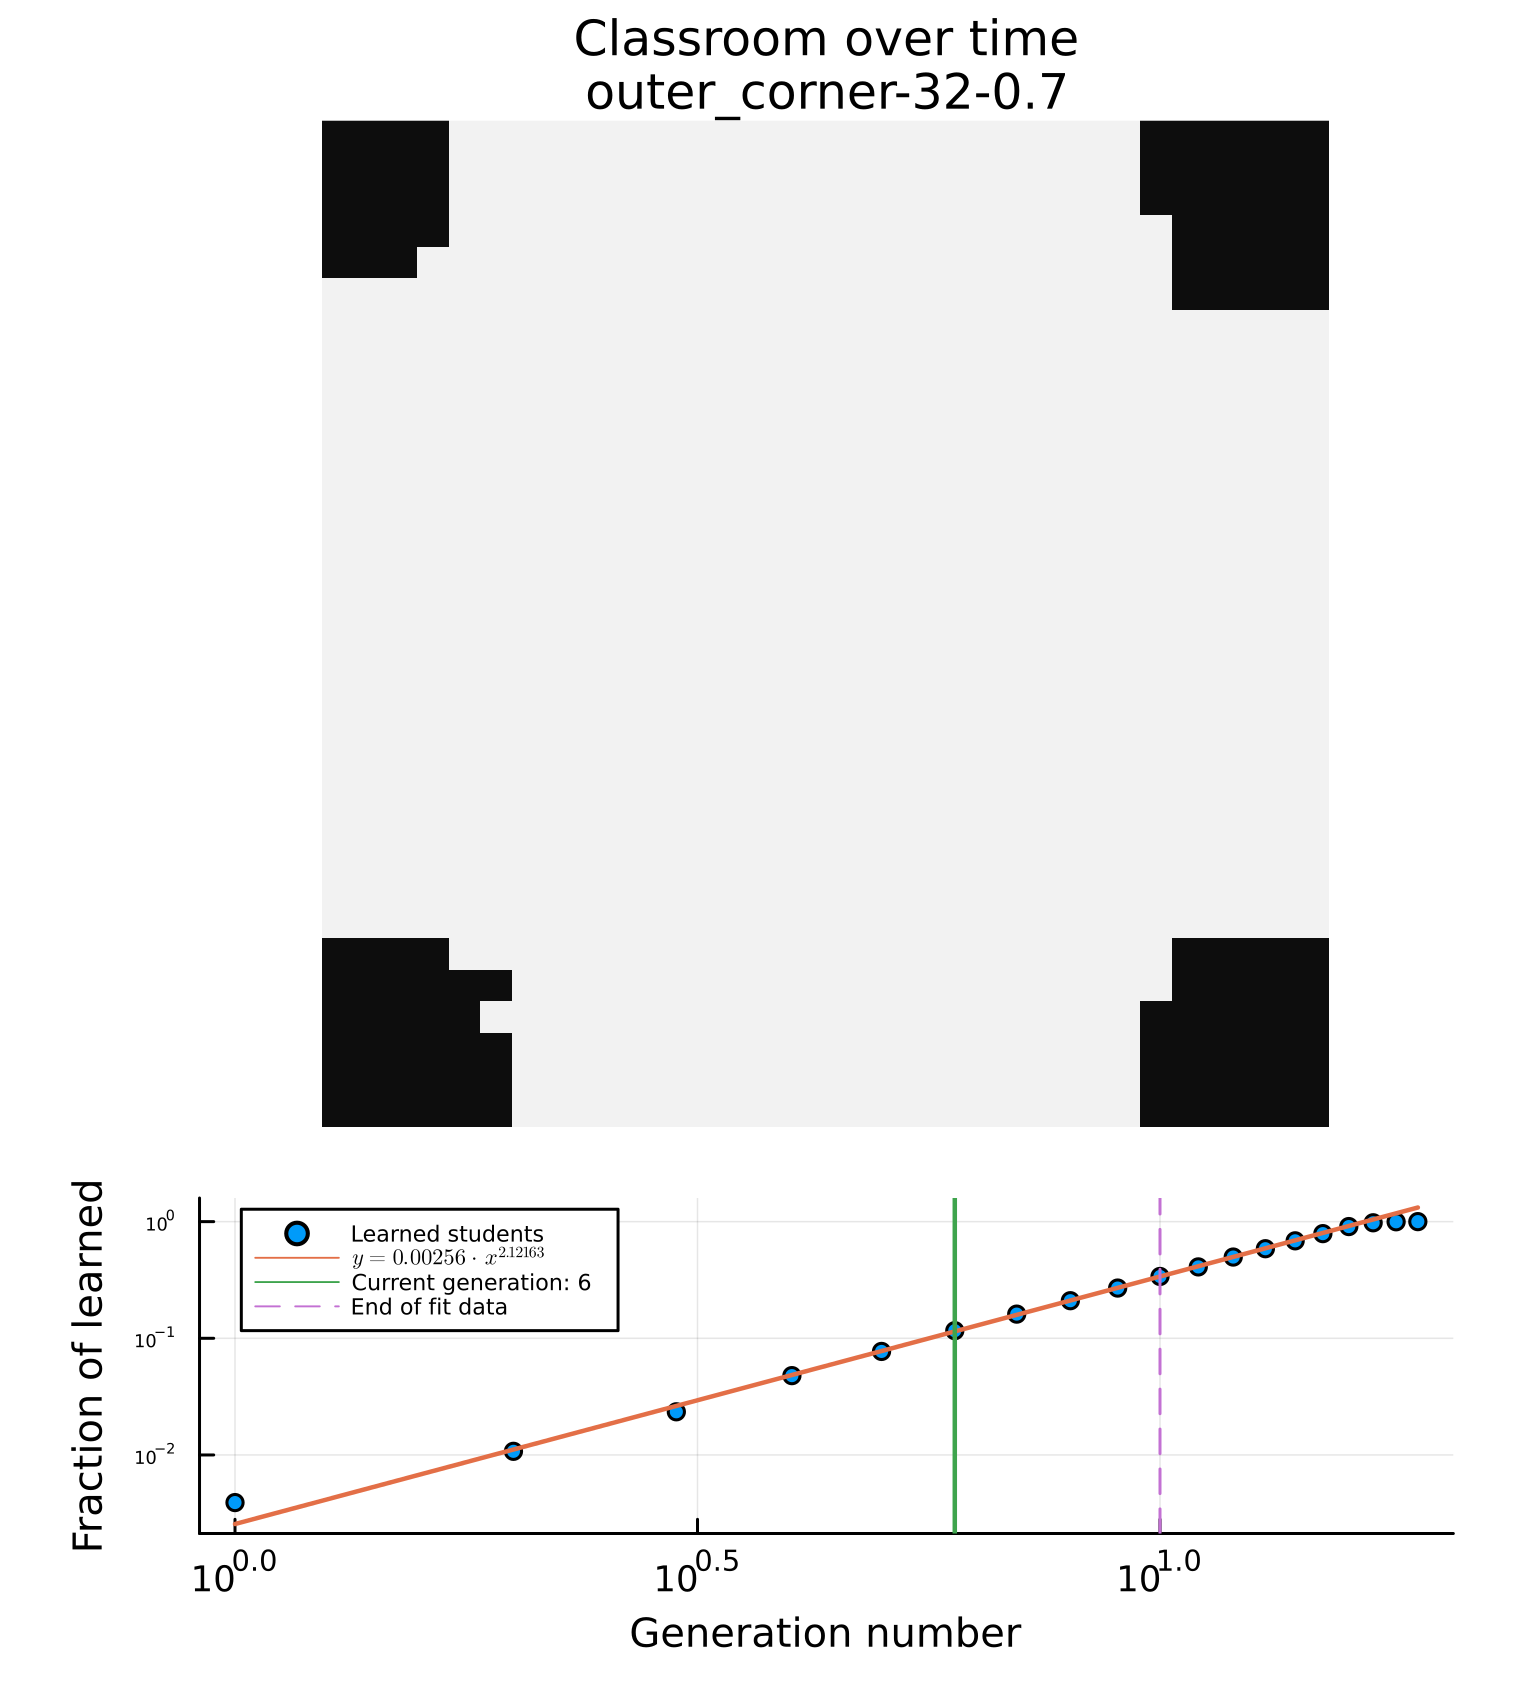 Classroom over time
outer_corner-32-0.7
Fraction of learned
10⁰
10⁻¹
10⁻²
Learned students
y = 0.00256 · x^2.12163
Current generation: 6
End of fit data
10^0.0
10^0.5
10^1.0
Generation number